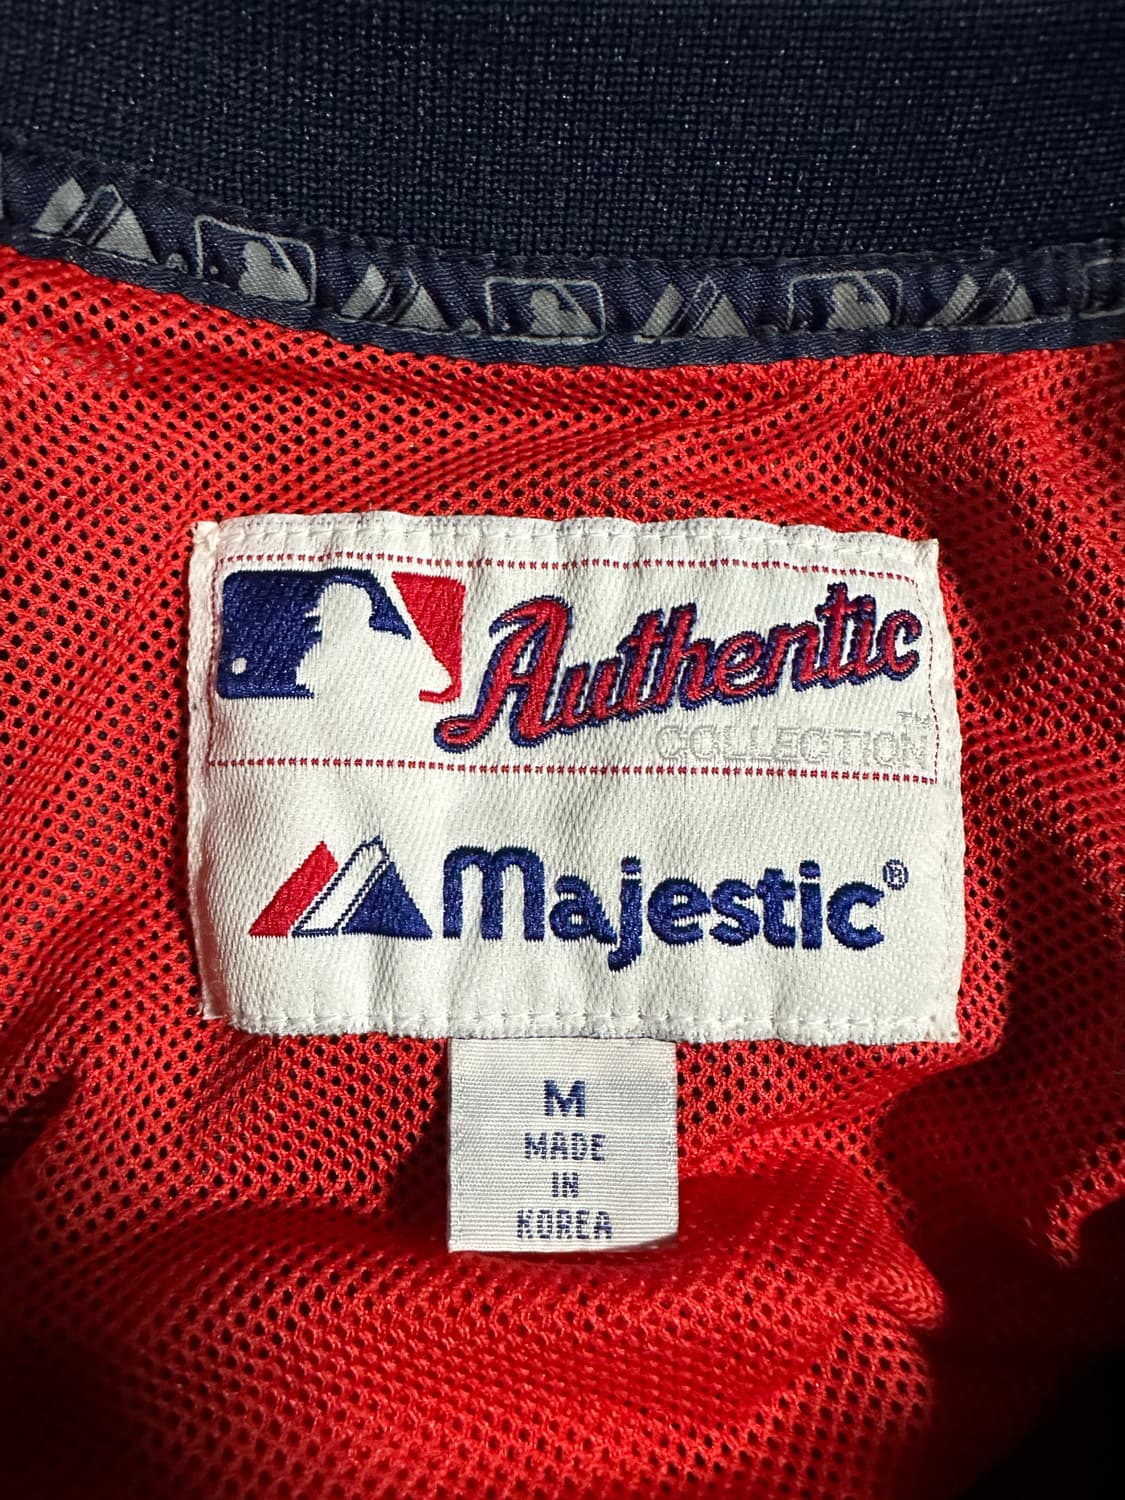 Authentic
COLLECTION™
Majestic®
M
MADE
IN
KOREA